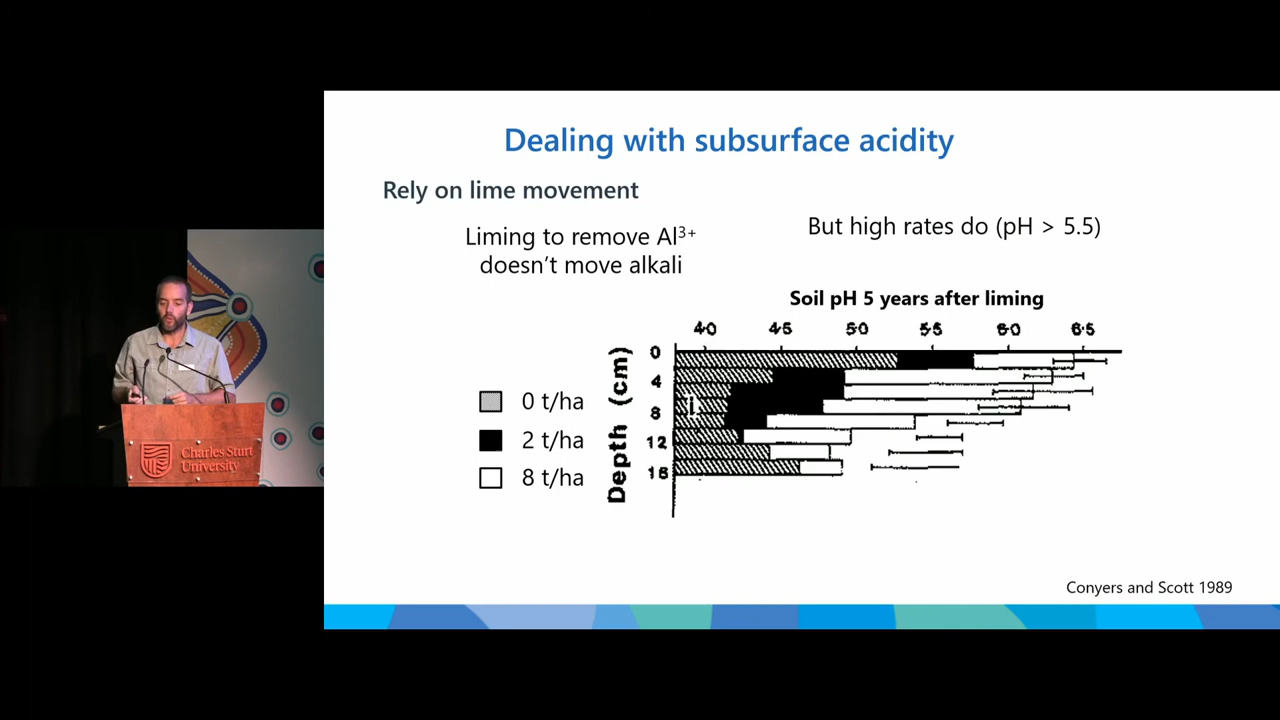 Dealing with subsurface acidity
Rely on lime movement
Liming to remove Al³⁺
doesn't move alkali
But high rates do (pH > 5.5)
Soil pH 5 years after liming
4·0 4·5 5·0 5·5 6·0 6·5
Depth (cm)
0
4
8
12
16
0 t/ha
2 t/ha
8 t/ha
Conyers and Scott 1989
Charles Sturt
University